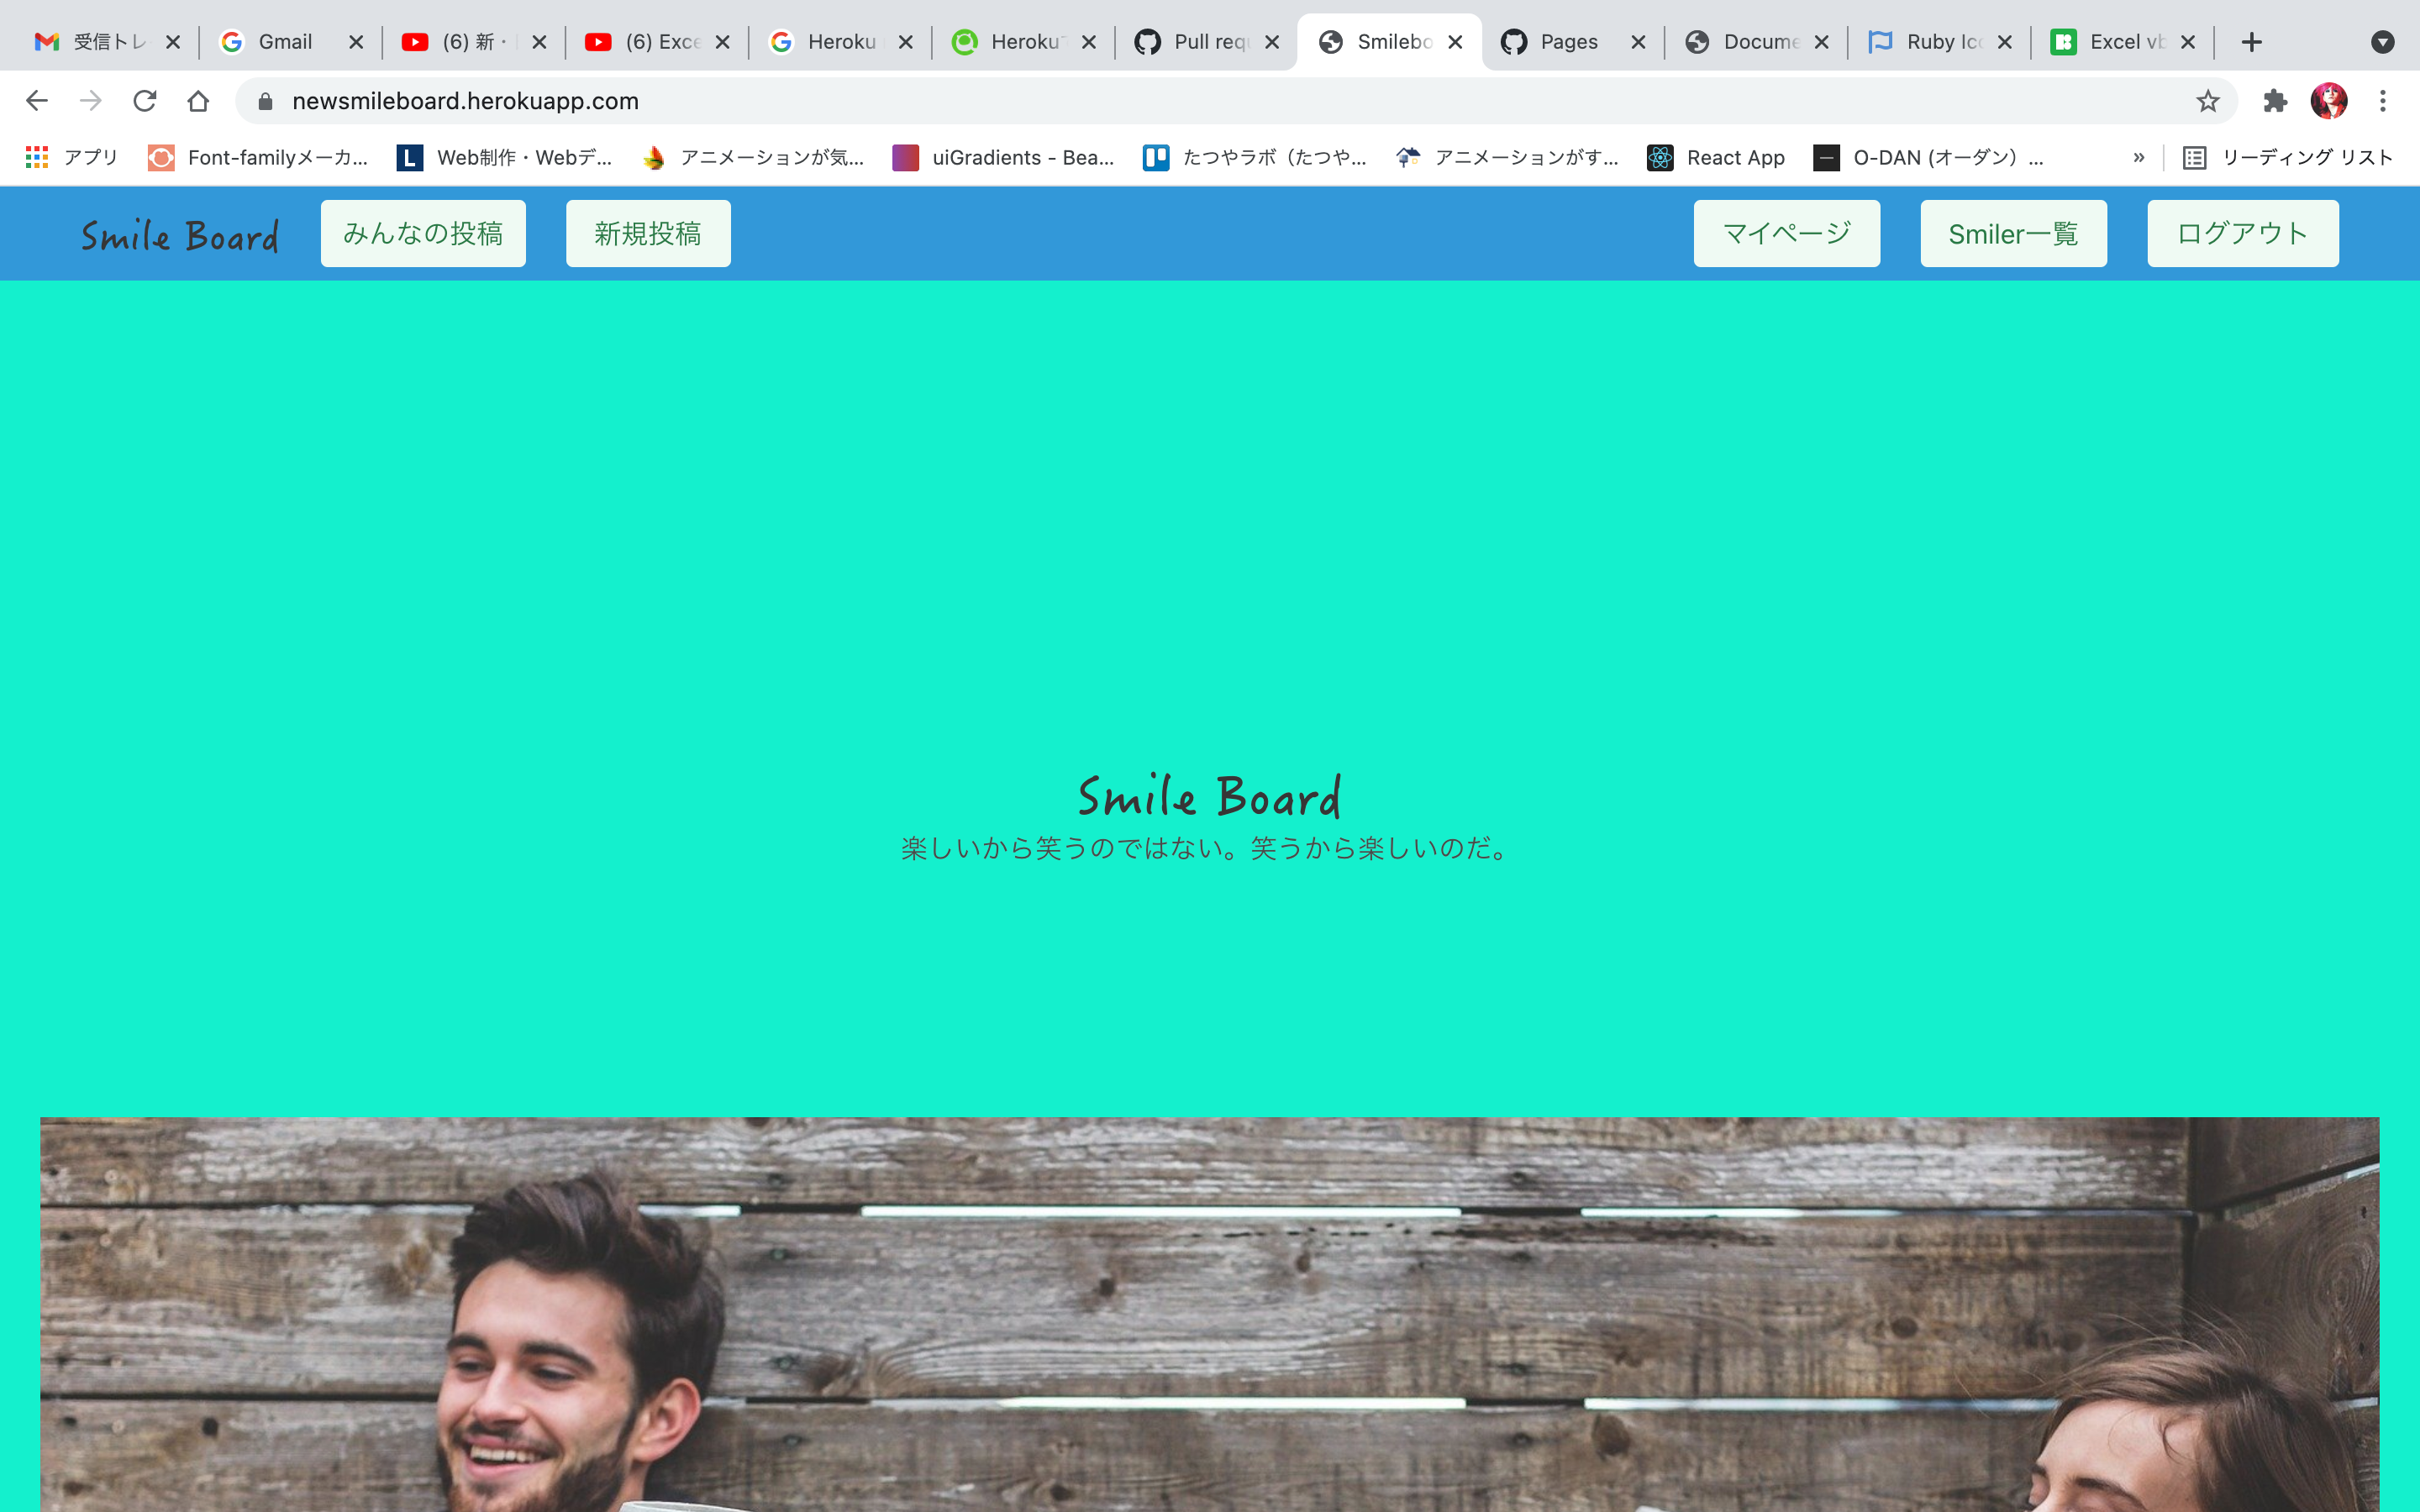 受信トレ
Gmail
(6) 新・
(6) Exce
Heroku
Heroku
Pull requ
Smilebo
Pages
Docume
Ruby Ico
Excel vb
newsmileboard.herokuapp.com
アプリ
Font-familyメーカ...
Web制作・Webデ...
アニメーションが気...
uiGradients - Bea...
たつやラボ（たつや...
アニメーションがす...
React App
O-DAN (オーダン）...
»
リーディング リスト
Smile Board
みんなの投稿
新規投稿
マイページ
Smiler一覧
ログアウト
Smile Board
楽しいから笑うのではない。笑うから楽しいのだ。